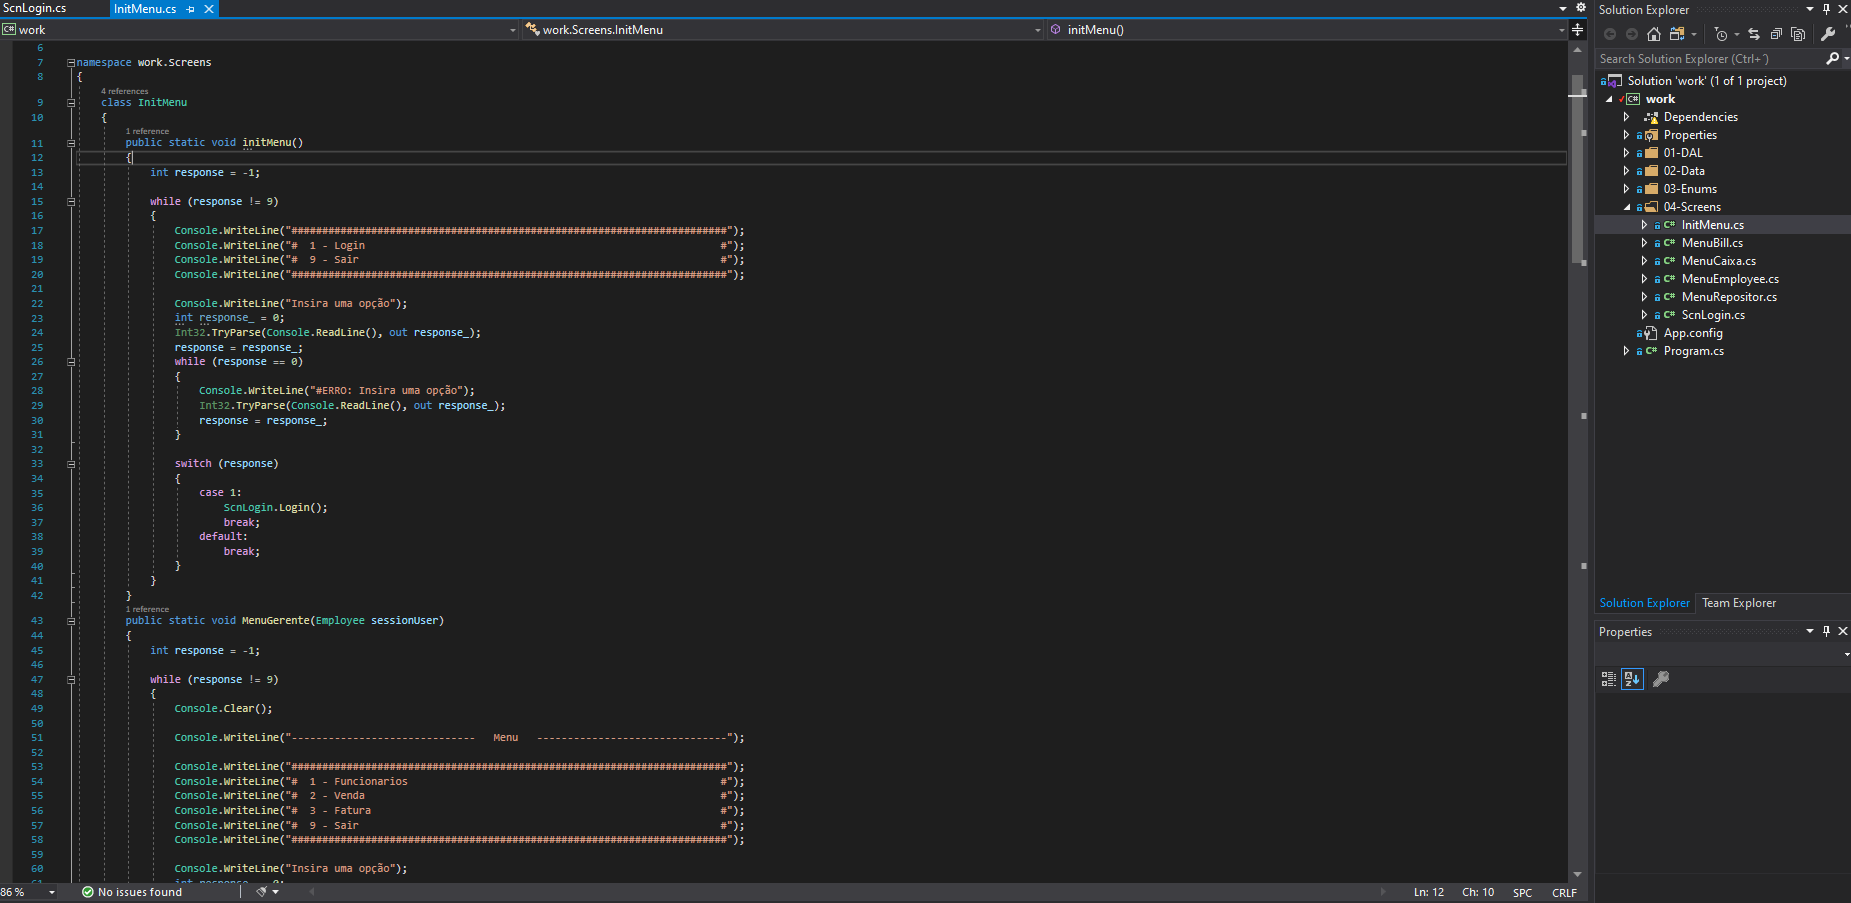 ScnLogin.cs
InitMenu.cs
work
work.Screens.InitMenu
initMenu()
6
7 namespace work.Screens
8 {
4 references
9 class InitMenu
10 {
1 reference
11 public static void initMenu()
12 {
13 int response = -1;
14
15 while (response != 9)
16 {
17 Console.WriteLine("#######################################################################");
18 Console.WriteLine("#  1 - Login                                                          #");
19 Console.WriteLine("#  9 - Sair                                                           #");
20 Console.WriteLine("#######################################################################");
21
22 Console.WriteLine("Insira uma opção");
23 int response_ = 0;
24 Int32.TryParse(Console.ReadLine(), out response_);
25 response = response_;
26 while (response == 0)
27 {
28 Console.WriteLine("#ERRO: Insira uma opção");
29 Int32.TryParse(Console.ReadLine(), out response_);
30 response = response_;
31 }
32
33 switch (response)
34 {
35 case 1:
36 ScnLogin.Login();
37 break;
38 default:
39 break;
40 }
41 }
42 }
1 reference
43 public static void MenuGerente(Employee sessionUser)
44 {
45 int response = -1;
46
47 while (response != 9)
48 {
49 Console.Clear();
50
51 Console.WriteLine("------------------------------   Menu   -------------------------------");
52
53 Console.WriteLine("#######################################################################");
54 Console.WriteLine("#  1 - Funcionarios                                                   #");
55 Console.WriteLine("#  2 - Venda                                                          #");
56 Console.WriteLine("#  3 - Fatura                                                         #");
57 Console.WriteLine("#  9 - Sair                                                           #");
58 Console.WriteLine("#######################################################################");
59
60 Console.WriteLine("Insira uma opção");
61 int response_ = 0;
86 %
No issues found
Ln: 12
Ch: 10
SPC
CRLF
Solution Explorer
Search Solution Explorer (Ctrl+´)
Solution 'work' (1 of 1 project)
C# work
Dependencies
Properties
01-DAL
02-Data
03-Enums
04-Screens
C# InitMenu.cs
C# MenuBill.cs
C# MenuCaixa.cs
C# MenuEmployee.cs
C# MenuRepositor.cs
C# ScnLogin.cs
App.config
C# Program.cs
Solution Explorer
Team Explorer
Properties